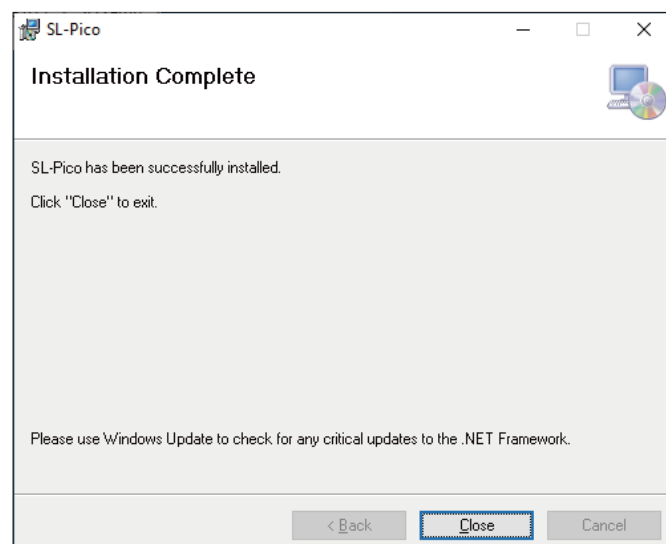 SL-Pico
Installation Complete
SL-Pico has been successfully installed.
Click "Close" to exit.
Please use Windows Update to check for any critical updates to the .NET Framework.
< Back
Close
Cancel